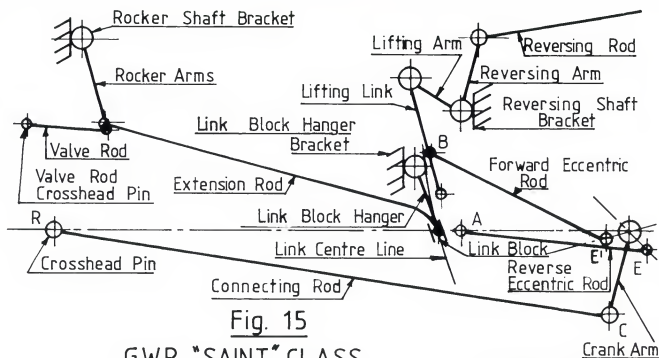 Rocker Shaft Bracket
Rocker Arms
Lifting Arm
Reversing Rod
Reversing Arm
Lifting Link
Reversing Shaft
Bracket
Link Block Hanger
Bracket
B
Valve Rod
Valve Rod
Crosshead Pin
Extension Rod
Forward Eccentric
Rod
R
Link Block Hanger
A
Link Centre Line
Link Block
E'
E
Crosshead Pin
Reverse
Eccentric Rod
Connecting Rod
C
Fig. 15
Crank Arm
G.W.R. "SAINT" CLASS